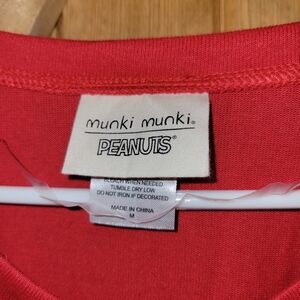 munki munki®
PEANUTS®
BLEACH WHEN NEEDED
TUMBLE DRY LOW
DO NOT IRON IF DECORATED
MADE IN CHINA
M